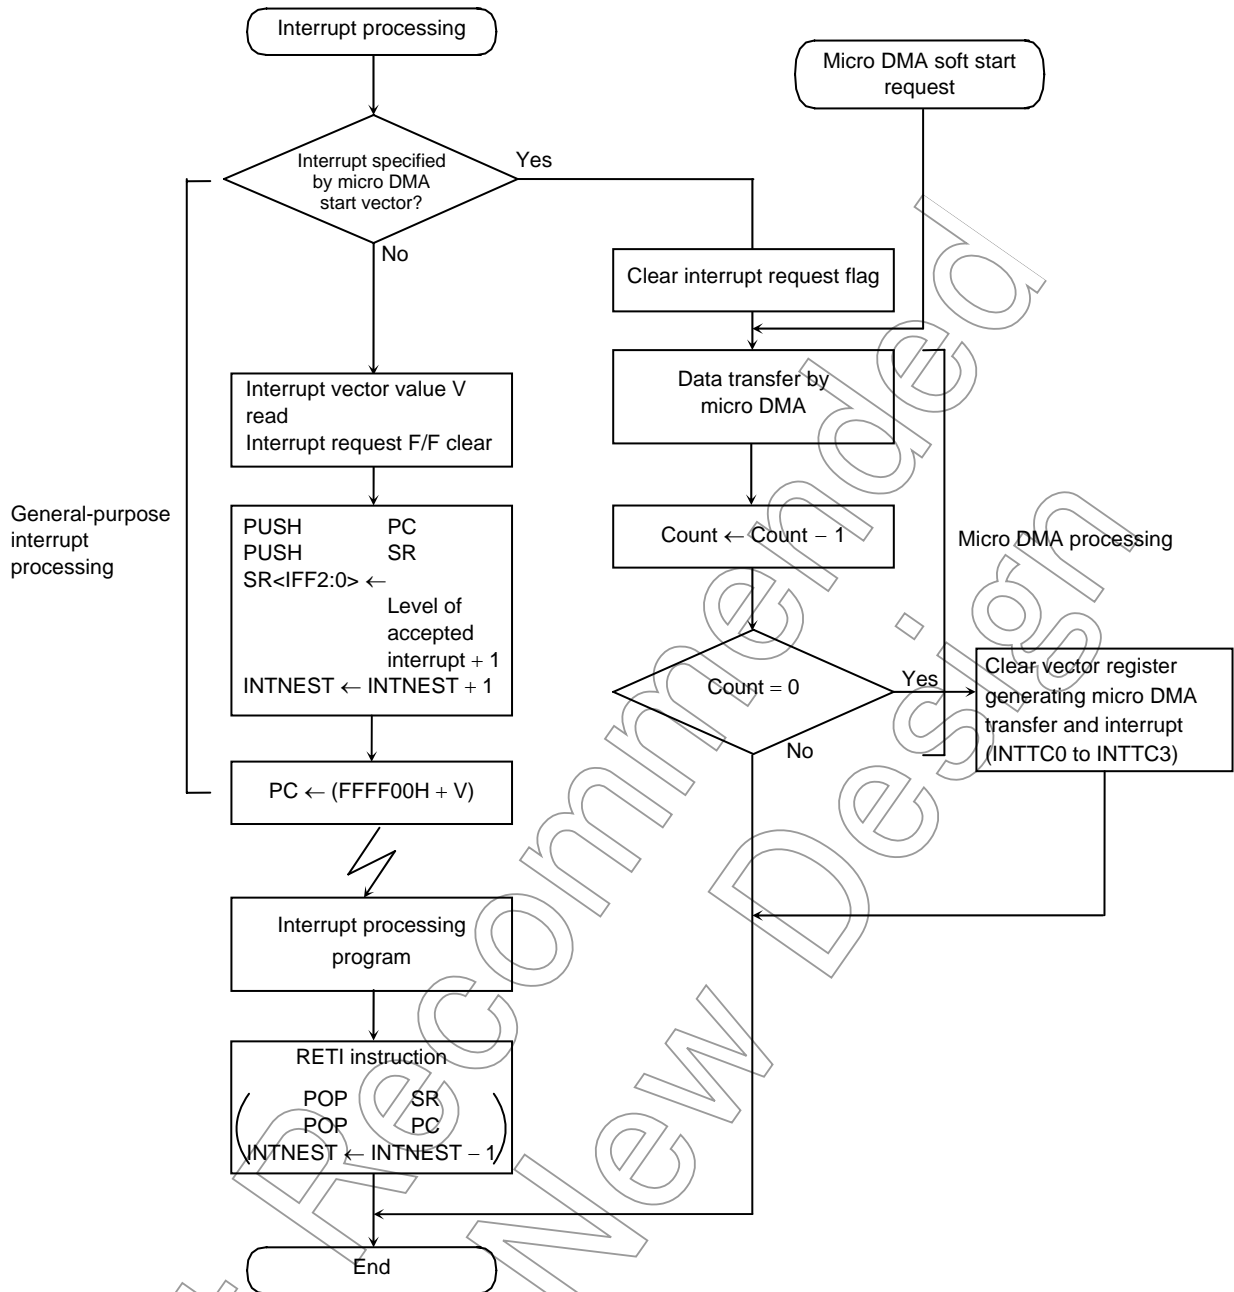 Interrupt processing
Micro DMA soft start
request
Interrupt specified
by micro DMA
start vector?
Yes
No
Clear interrupt request flag
Data transfer by
micro DMA
Interrupt vector value V
read
Interrupt request F/F clear
General-purpose
interrupt
processing
PUSH PC
PUSH SR
SR<IFF2:0> ←
Level of
accepted
interrupt + 1
INTNEST ← INTNEST + 1
Count ← Count − 1
Micro DMA processing
Count = 0
Yes
No
Clear vector register
generating micro DMA
transfer and interrupt
(INTTC0 to INTTC3)
PC ← (FFFF00H + V)
Interrupt processing
program
RETI instruction
POP SR
POP PC
INTNEST ← INTNEST − 1
End
Recommended
New Design